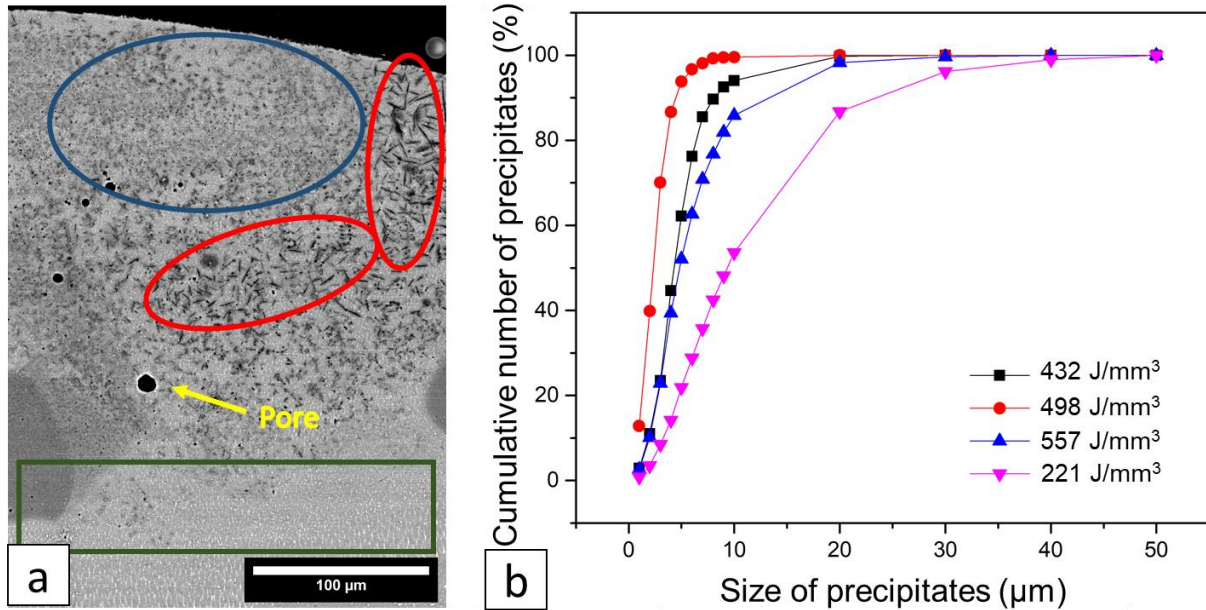 Pore
a
100 µm
Cumulative number of precipitates (%)
100
80
60
40
20
0
432 J/mm³
498 J/mm³
557 J/mm³
221 J/mm³
0 10 20 30 40 50
b
Size of precipitates (µm)